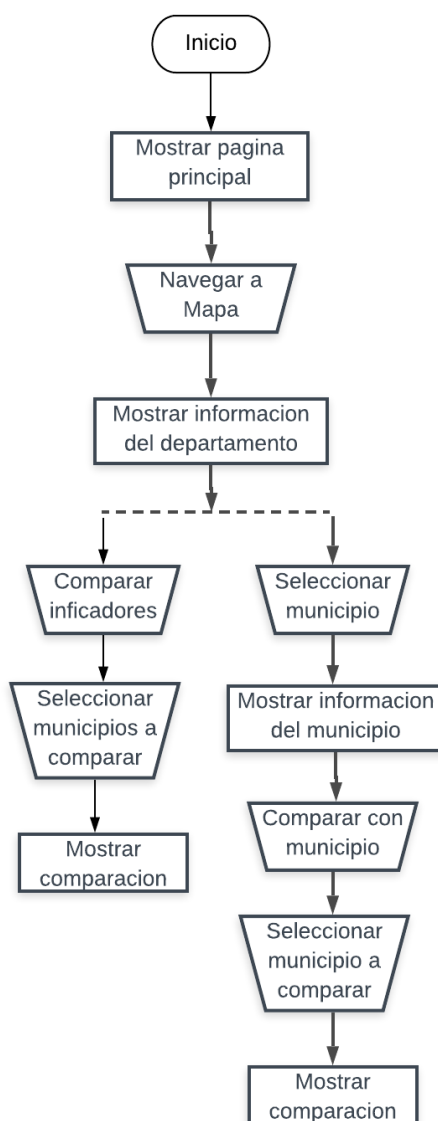 Inicio
Mostrar pagina
principal
Navegar a
Mapa
Mostrar informacion
del departamento
Comparar
inficadores
Seleccionar
municipios a
comparar
Mostrar
comparacion
Seleccionar
municipio
Mostrar informacion
del municipio
Comparar con
municipio
Seleccionar
municipio a
comparar
Mostrar
comparacion